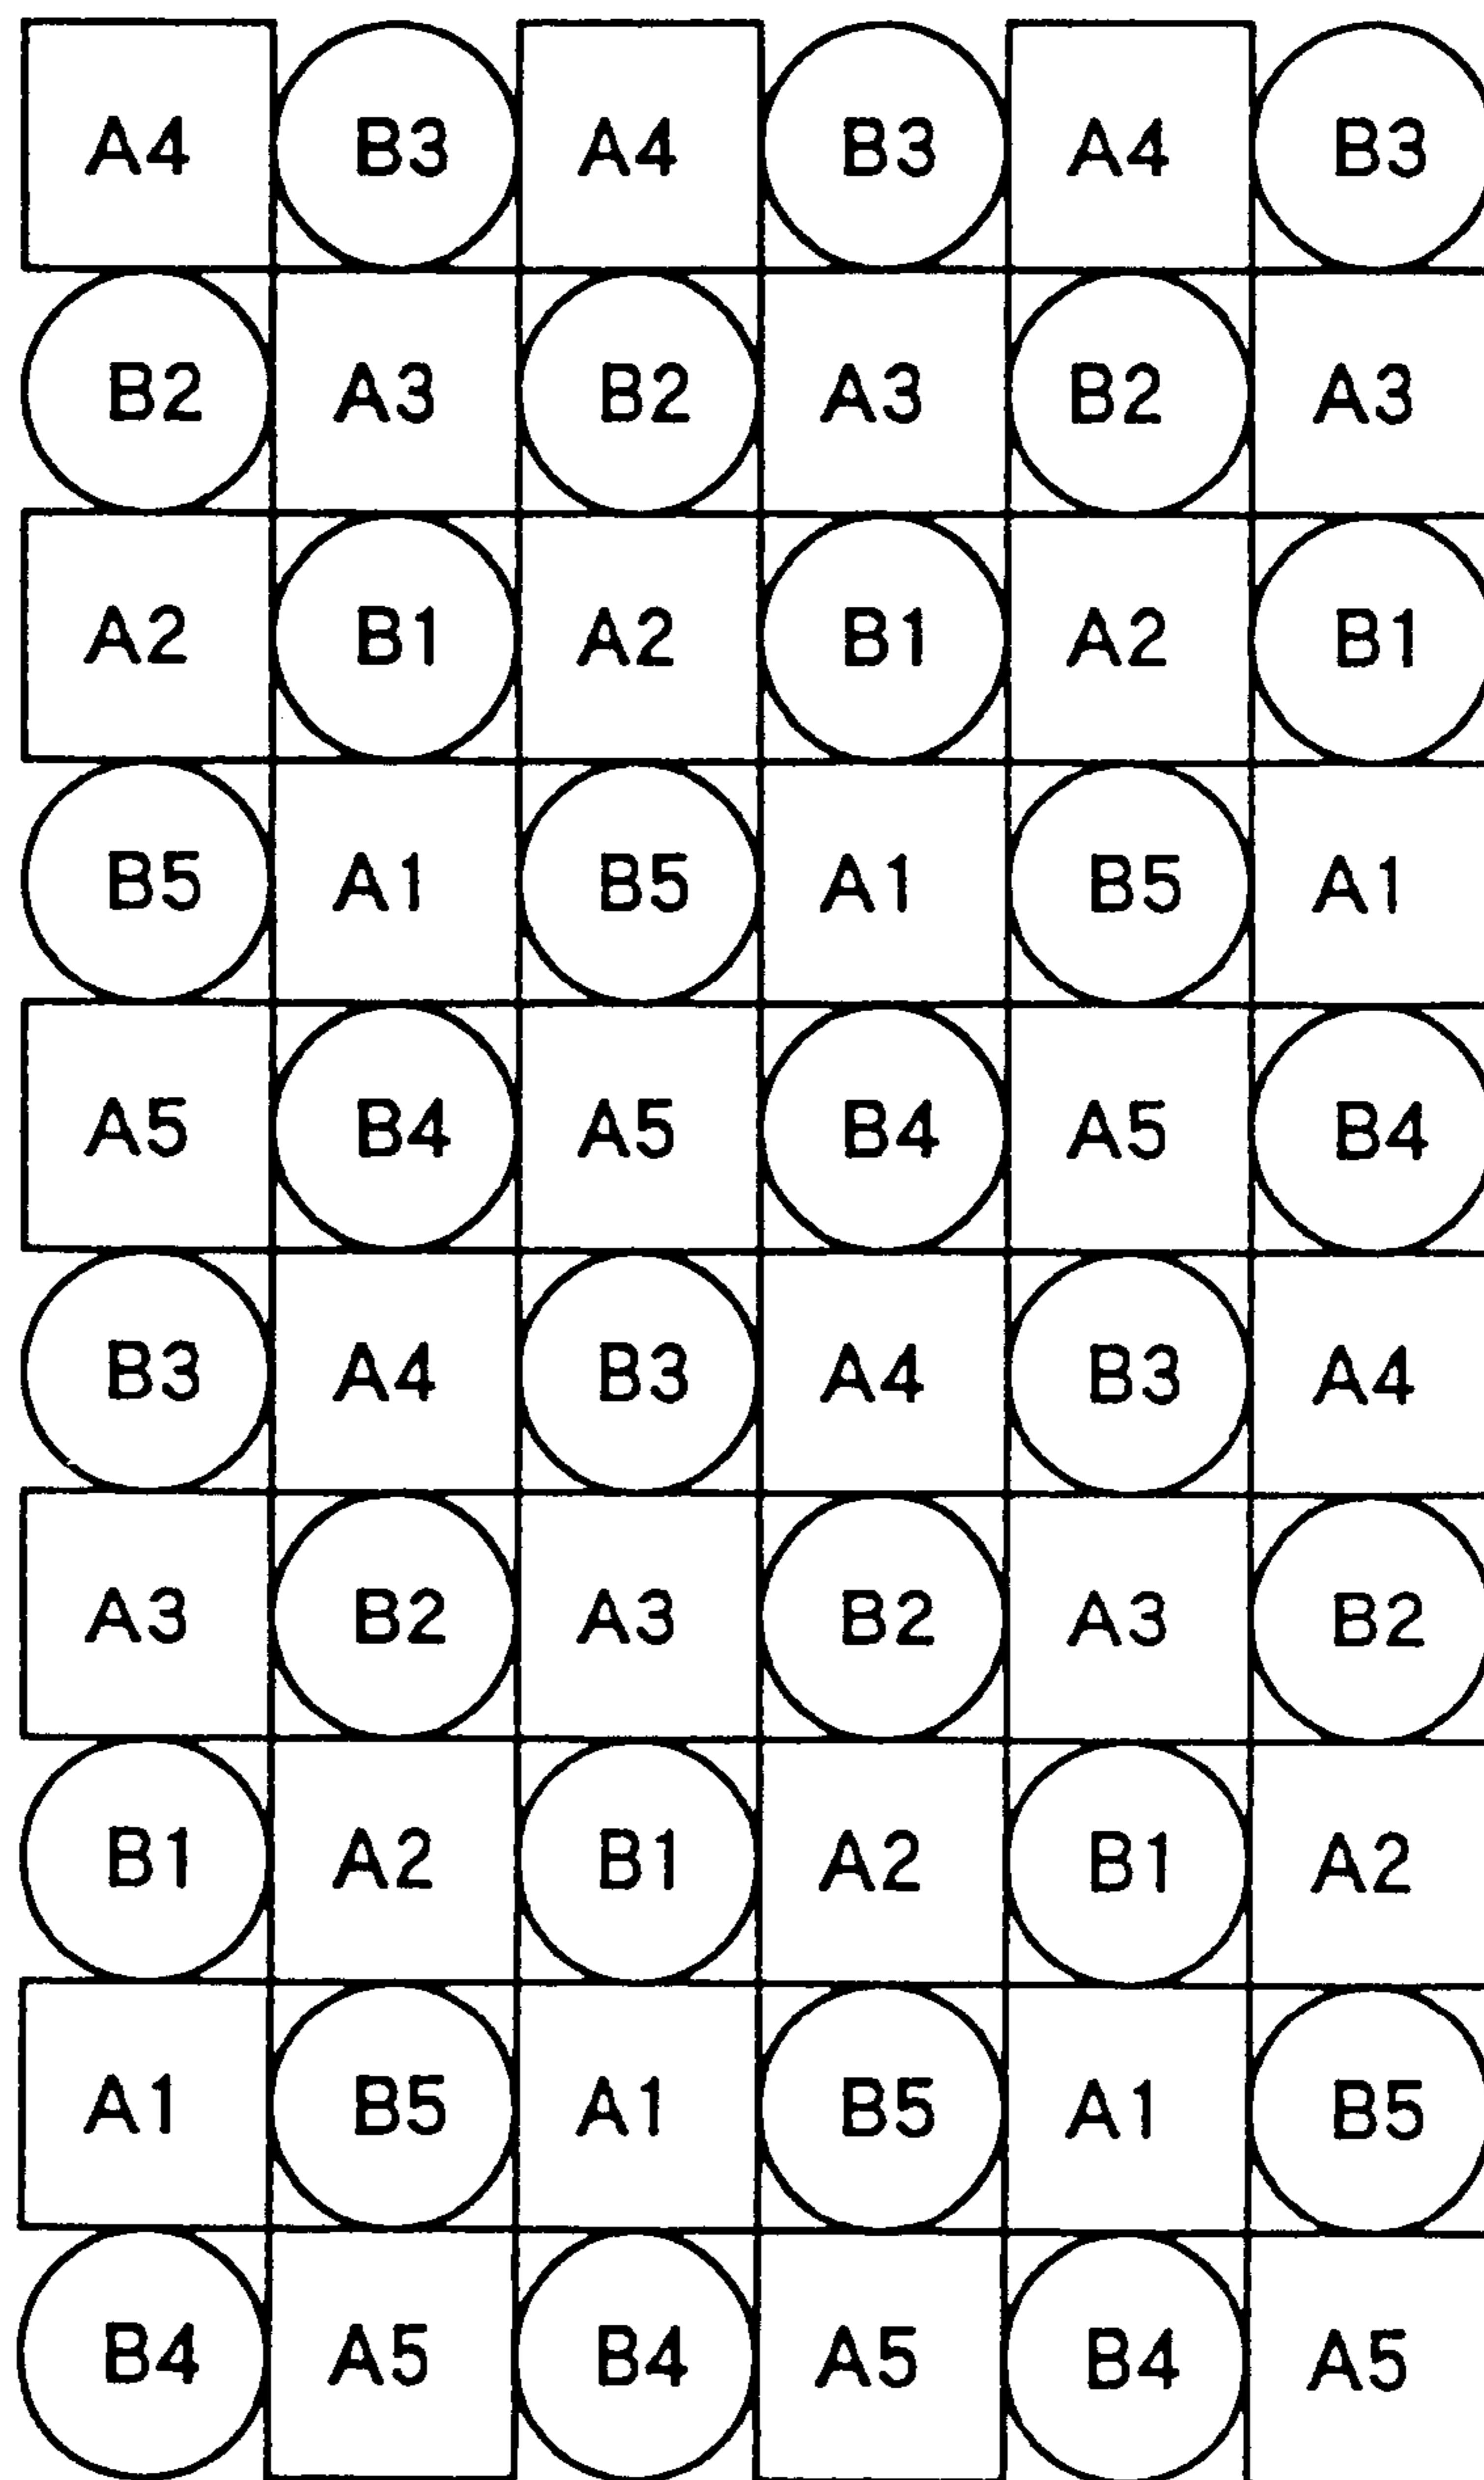 A4 B3 A4 B3 A4 B3
B2 A3 B2 A3 B2 A3
A2 B1 A2 B1 A2 B1
B5 A1 B5 A1 B5 A1
A5 B4 A5 B4 A5 B4
B3 A4 B3 A4 B3 A4
A3 B2 A3 B2 A3 B2
B1 A2 B1 A2 B1 A2
A1 B5 A1 B5 A1 B5
B4 A5 B4 A5 B4 A5